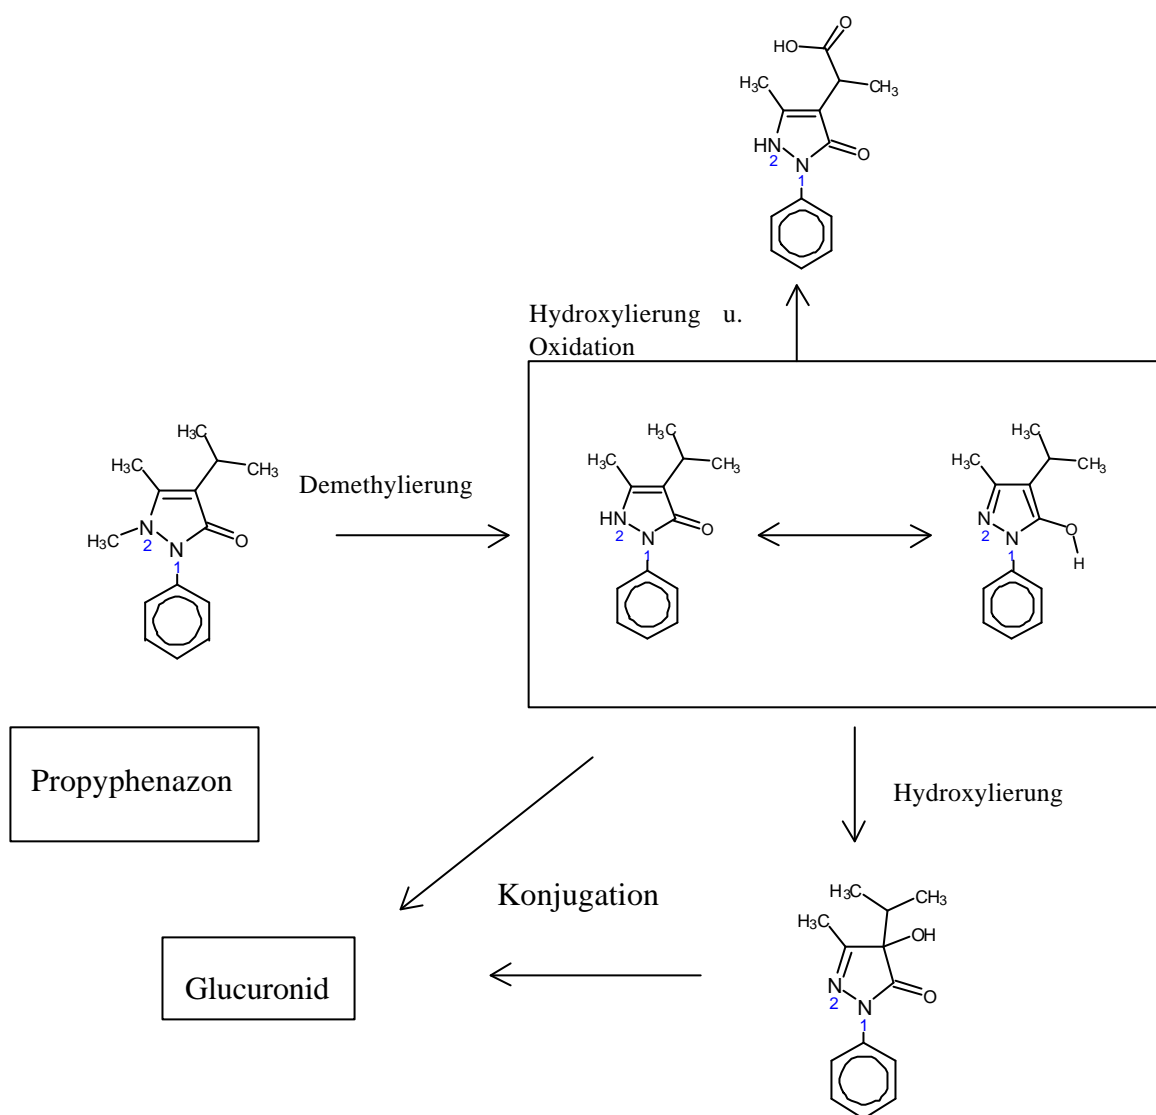 O
HO
H₃C
CH₃
HN
2
N
1
O
Hydroxylierung u.
Oxidation
H₃C
CH₃
H₃C
H₃C
N
2
N
1
O
Demethylierung
H₃C
CH₃
H₃C
HN
2
N
1
O
H₃C
CH₃
H₃C
N
2
N
1
O
H
Propyphenazon
Hydroxylierung
Konjugation
Glucuronid
H₃C
CH₃
H₃C
OH
N
2
N
1
O